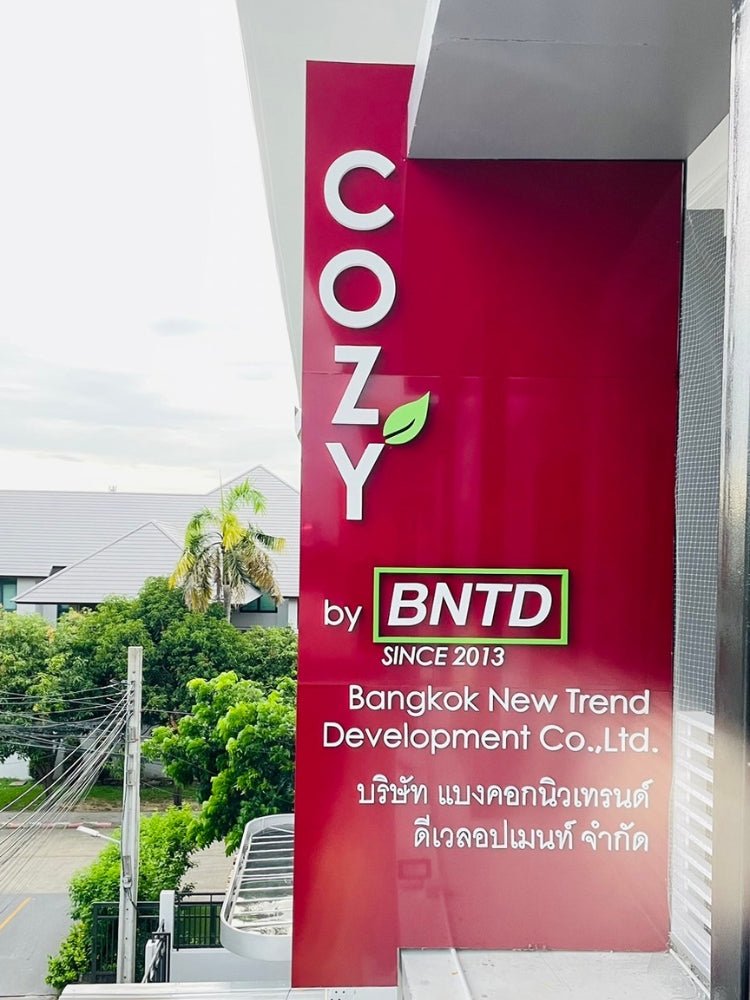 COZY
by BNTD
SINCE 2013
Bangkok New Trend
Development Co.,Ltd.
บริษัท แบงคอกนิวเทรนด์
ดีเวลอปเมนท์ จำกัด